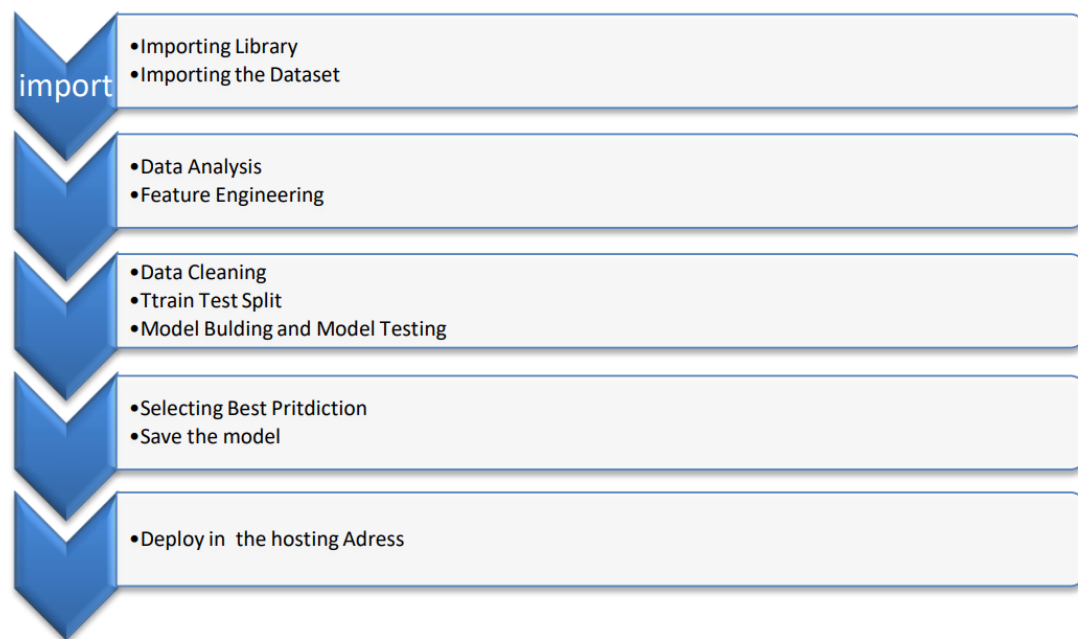 import
•Importing Library
•Importing the Dataset
•Data Analysis
•Feature Engineering
•Data Cleaning
•Ttrain Test Split
•Model Bulding and Model Testing
•Selecting Best Pritdiction
•Save the model
•Deploy in  the hosting Adress